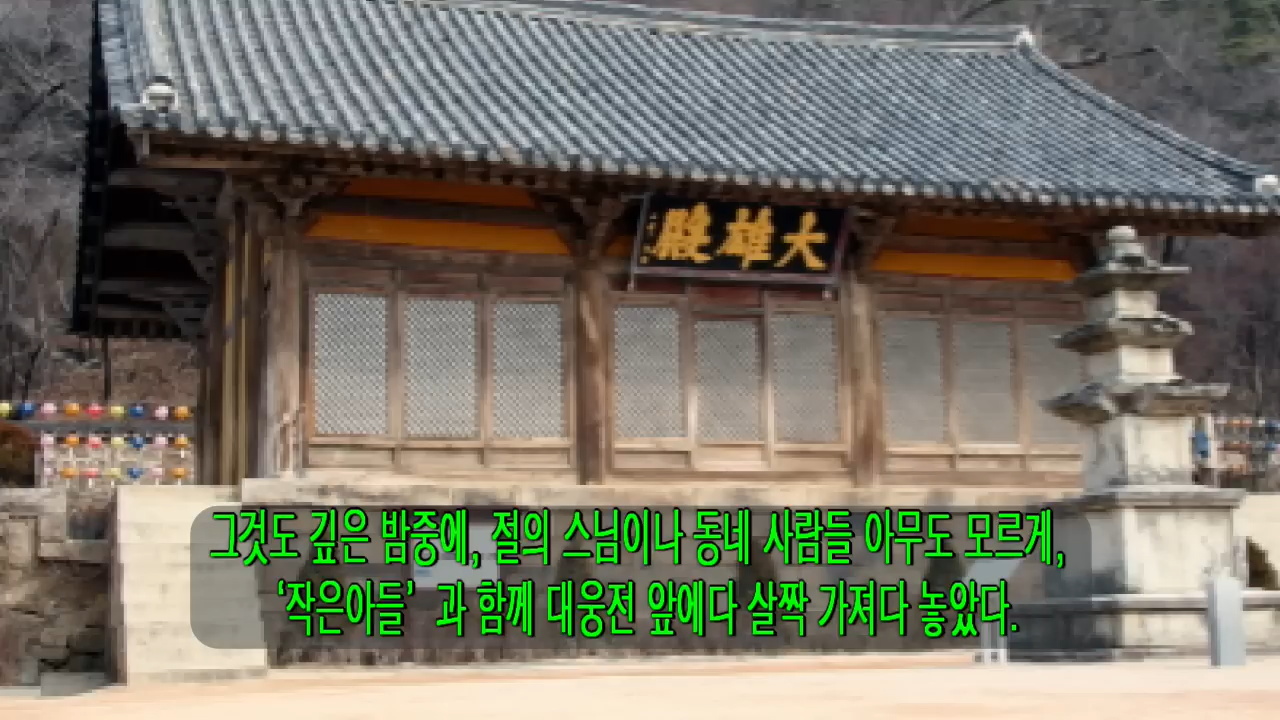 殿雄大
그것도 깊은 밤중에, 절의 스님이나 동네 사람들 아무도 모르게,
‘작은아들’ 과 함께 대웅전 앞에다 살짝 가져다 놓았다.